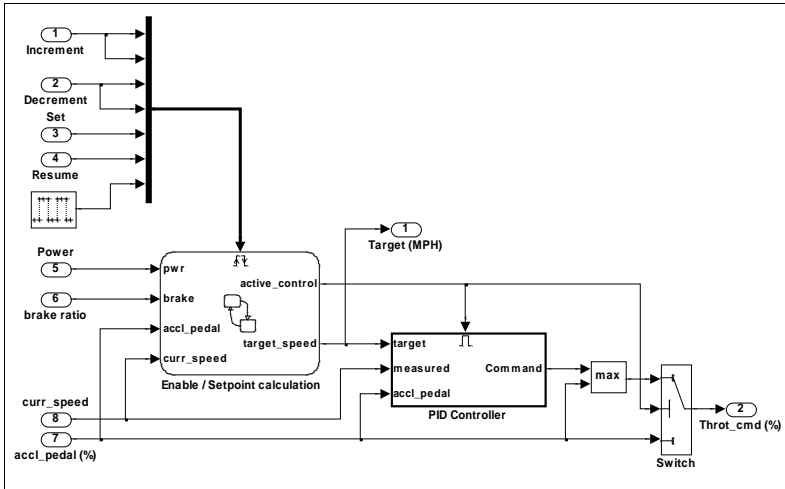 1
Increment
2
Decrement
Set
3
4
Resume
Power
5
6
brake ratio
pwr
brake
accl_pedal
curr_speed
active_control
target_speed
Enable / Setpoint calculation
1
Target (MPH)
target
measured
accl_pedal
Command
PID Controller
max
Switch
2
Throt_cmd (%)
curr_speed
8
7
accl_pedal (%)